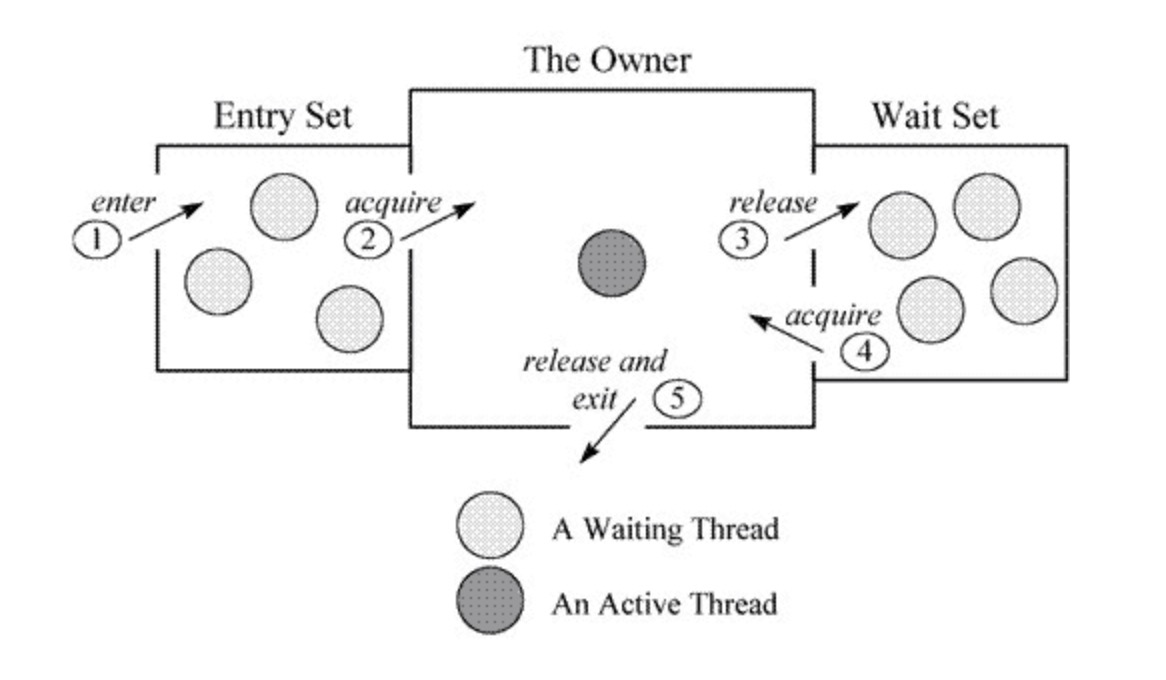 The Owner
Entry Set
Wait Set
enter
1
acquire
2
release
3
acquire
4
release and
exit
5
A Waiting Thread
An Active Thread